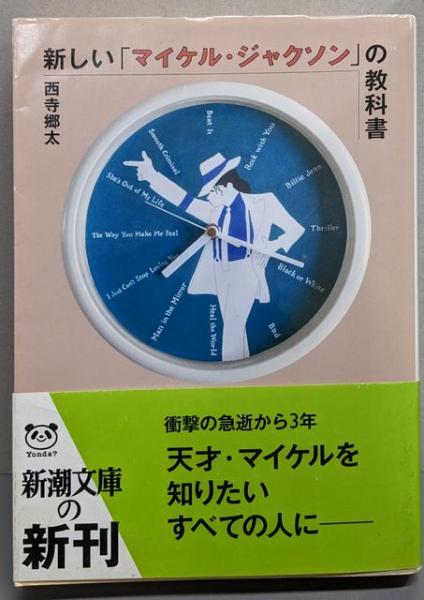 新しい「マイケル・ジャクソン」の教科書
西寺郷太
Beat It
Rock with You
Billie Jean
Thriller
Black or White
Bad
Heal the World
Man in the Mirror
I Just Can't Stop Loving You
The Way You Make Me Feel
She's Out of My Life
Smooth Criminal
衝撃の急逝から3年
天才・マイケルを
知りたい
すべての人に──
Yonda?
新潮文庫
の
新刊